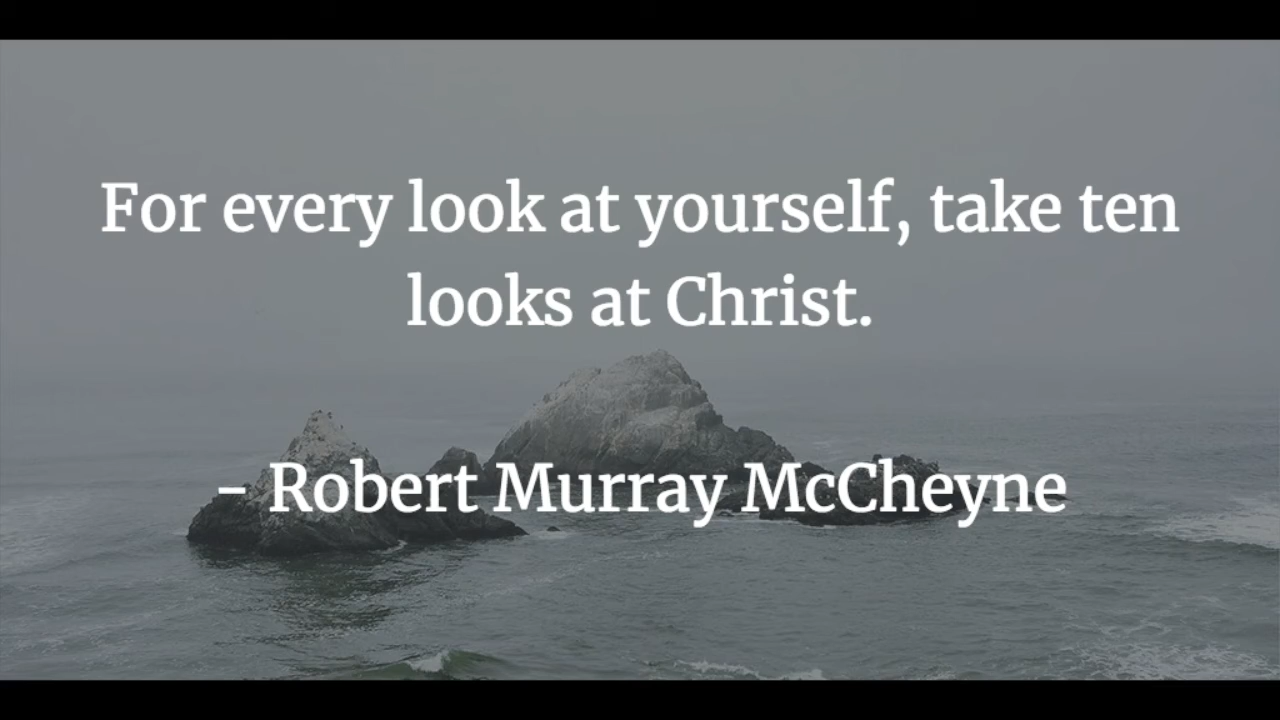 For every look at yourself, take ten
looks at Christ.
- Robert Murray McCheyne